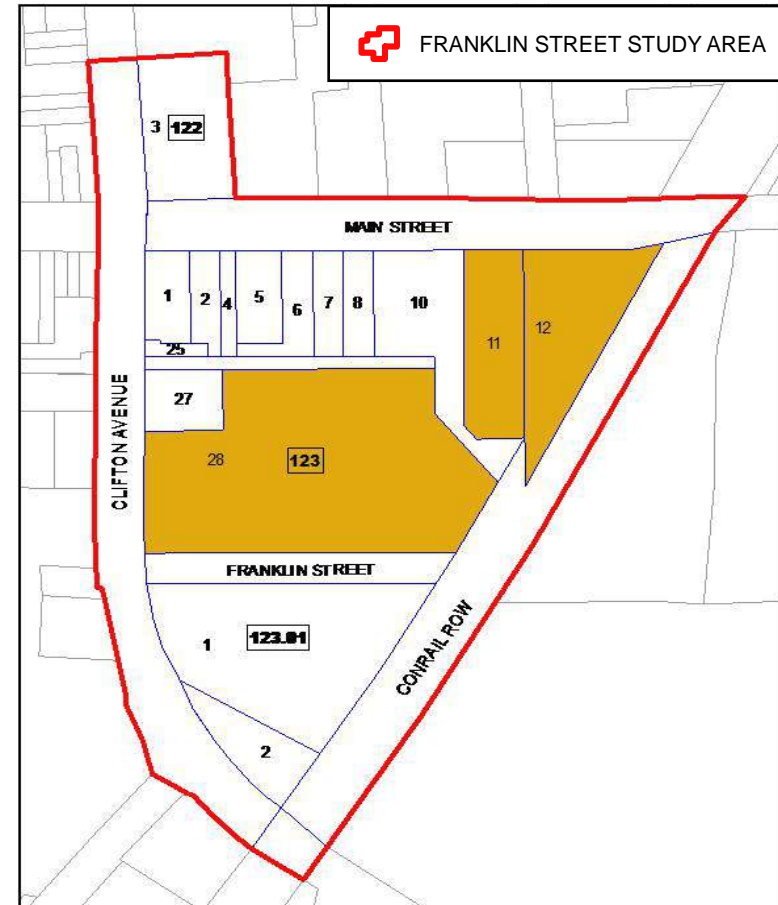 FRANKLIN STREET STUDY AREA
3 122
MAIN STREET
1 2 4 5 6 7 8 10 11 12
25
27
CLIFTON AVENUE
28 123
FRANKLIN STREET
1 123.01
CONRAIL ROW
2